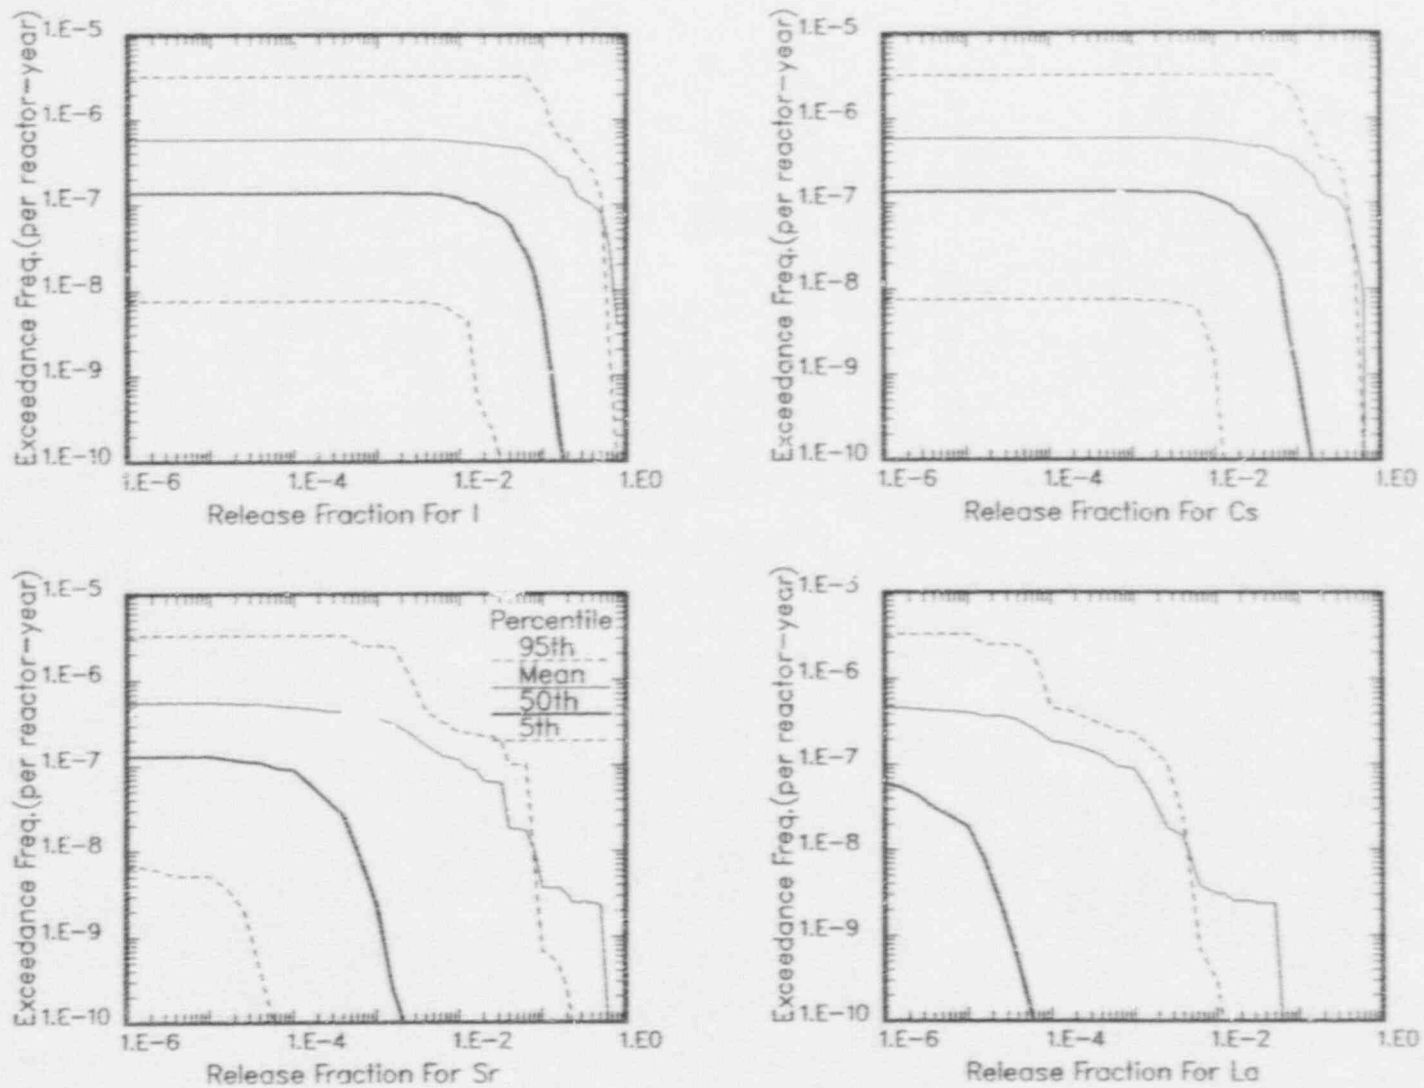 Exceedance Freq.(per reactor-year)
1.E-5
1.E-6
1.E-7
1.E-8
1.E-9
1.E-10
1.E-6
1.E-4
1.E-2
1.E0
Release Fraction For I
Exceedance Freq.(per reactor-year)
1.E-5
1.E-6
1.E-7
1.E-8
1.E-9
1.E-10
1.E-6
1.E-4
1.E-2
1.E0
Release Fraction For Cs
Exceedance Freq.(per reactor-year)
1.E-5
1.E-6
1.E-7
1.E-8
1.E-9
1.E-10
1.E-6
1.E-4
1.E-2
1.E0
Percentile
95th
Mean
50th
5th
Release Fraction For Sr
Exceedance Freq.(per reactor-year)
1.E-5
1.E-6
1.E-7
1.E-8
1.E-9
1.E-10
1.E-6
1.E-4
1.E-2
1.E0
Release Fraction For La